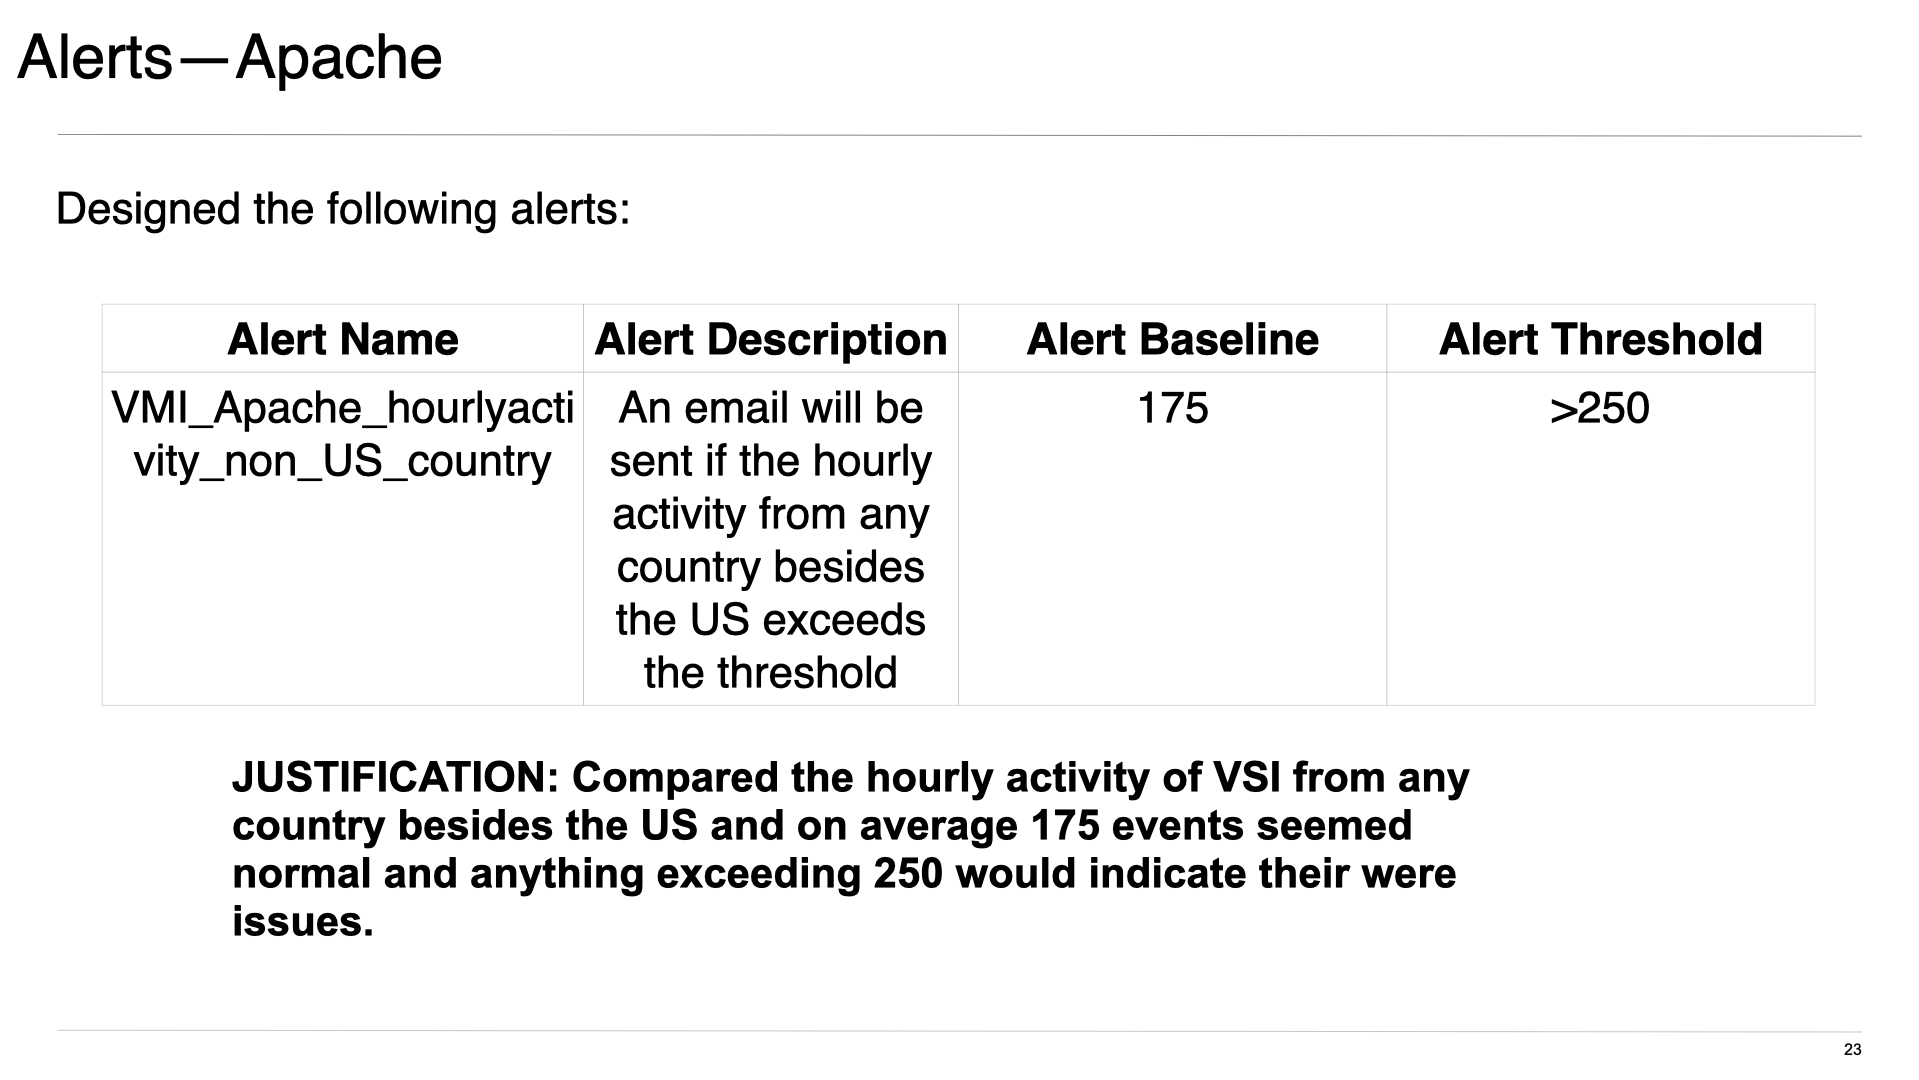 Alerts—Apache
Designed the following alerts:
Alert Name
Alert Description
Alert Baseline
Alert Threshold
VMI_Apache_hourlyacti
vity_non_US_country
An email will be
sent if the hourly
activity from any
country besides
the US exceeds
the threshold
175
>250
JUSTIFICATION: Compared the hourly activity of VSI from any
country besides the US and on average 175 events seemed
normal and anything exceeding 250 would indicate their were
issues.
23